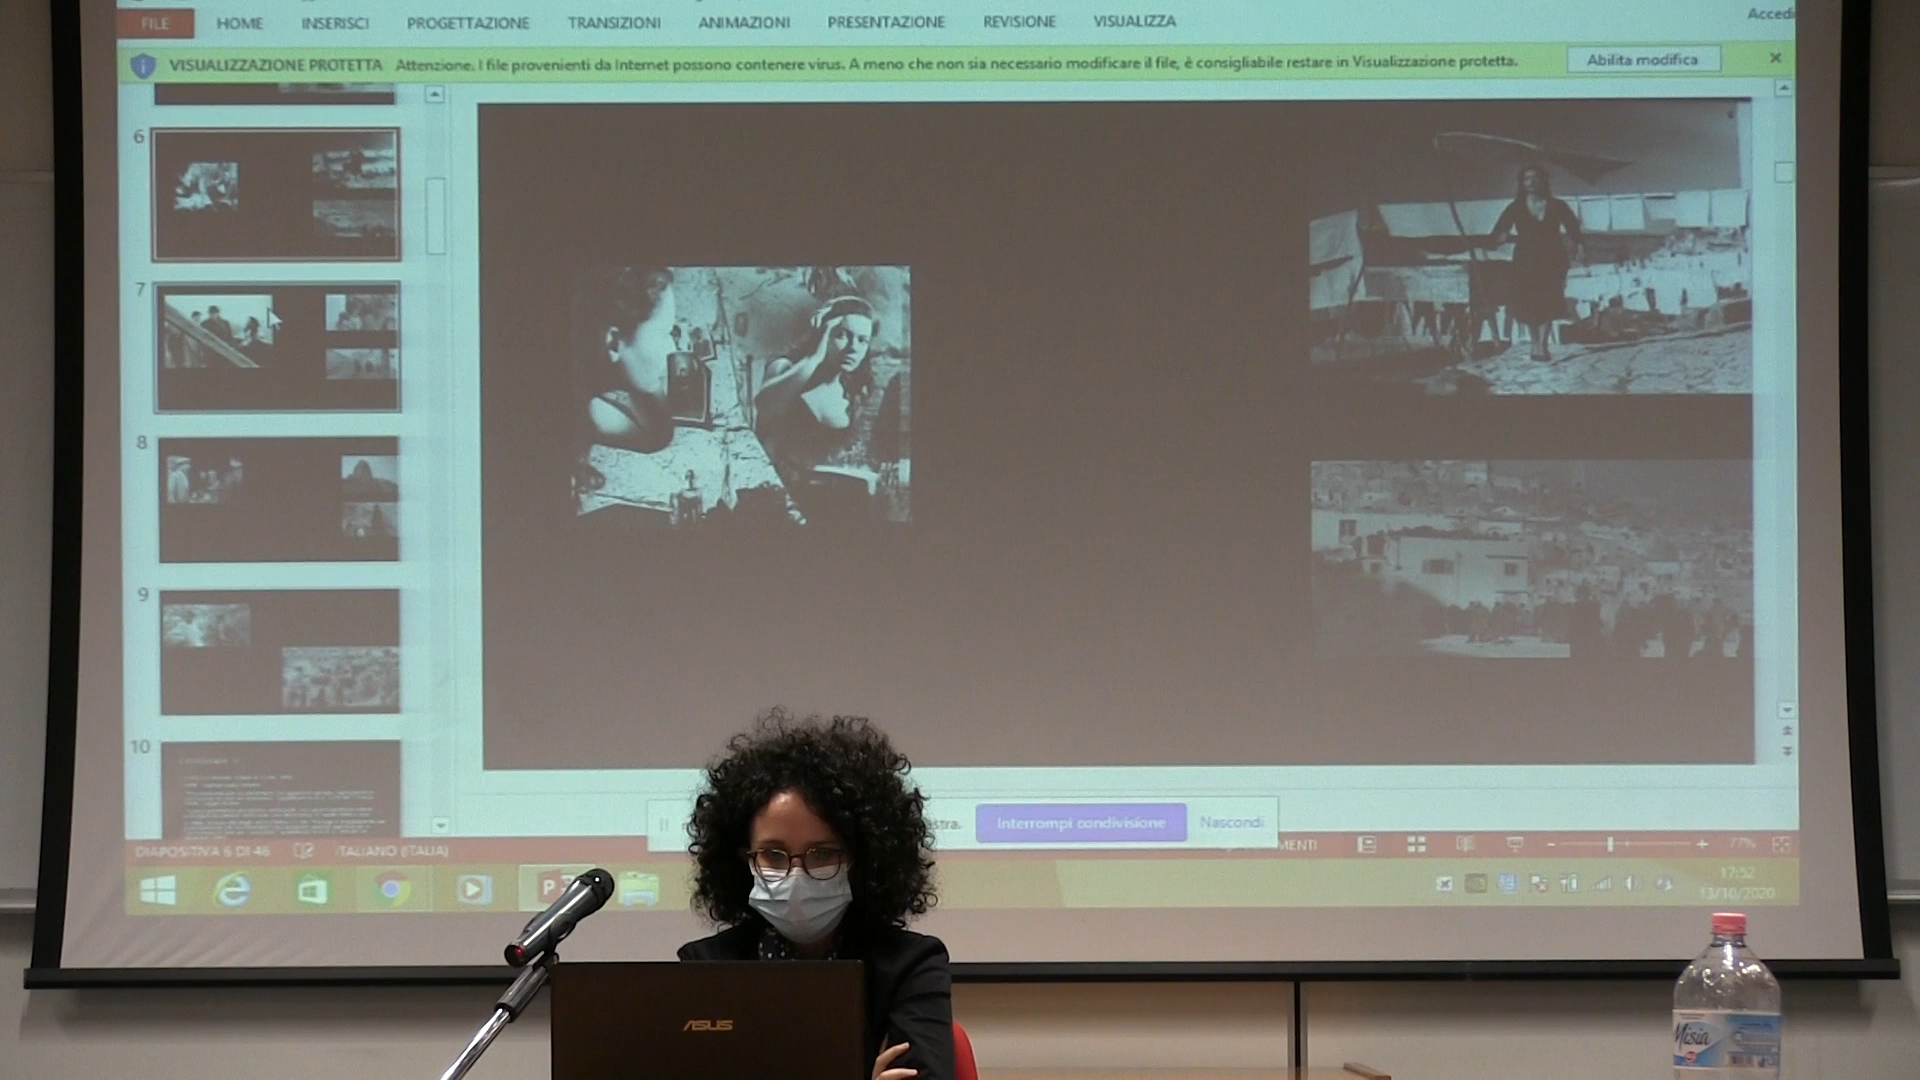 Accedi
FILE HOME INSERISCI PROGETTAZIONE TRANSIZIONI ANIMAZIONI PRESENTAZIONE REVISIONE VISUALIZZA
VISUALIZZAZIONE PROTETTA Attenzione. I file provenienti da Internet possono contenere virus. A meno che non sia necessario modificare il file, è consigliabile restare in Visualizzazione protetta. Abilita modifica
6
7
8
9
10
Interrompi condivisione Nascondi
DIAPOSITIVA 6 DI 46 ITALIANO (ITALIA) 77%
17:52
13/10/2020
ASUS
Misia